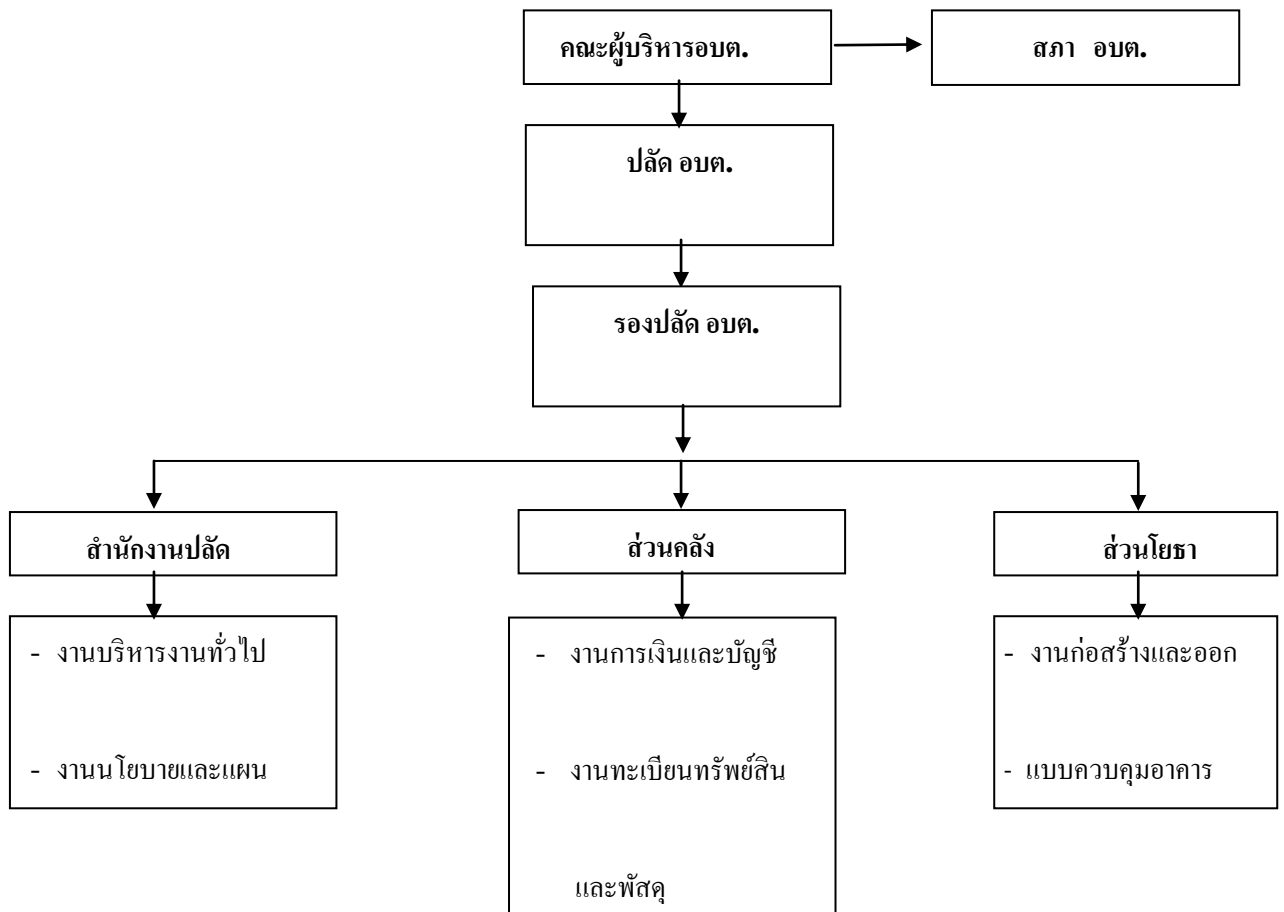 คณะผู้บริหารอบต.
สภา อบต.
ปลัด อบต.
รองปลัด อบต.
สำนักงานปลัด
ส่วนคลัง
ส่วนโยธา
- งานบริหารงานทั่วไป
- งานนโยบายและแผน
- งานการเงินและบัญชี
- งานทะเบียนทรัพย์สิน
และพัสดุ
- งานก่อสร้างและออก
- แบบควบคุมอาคาร